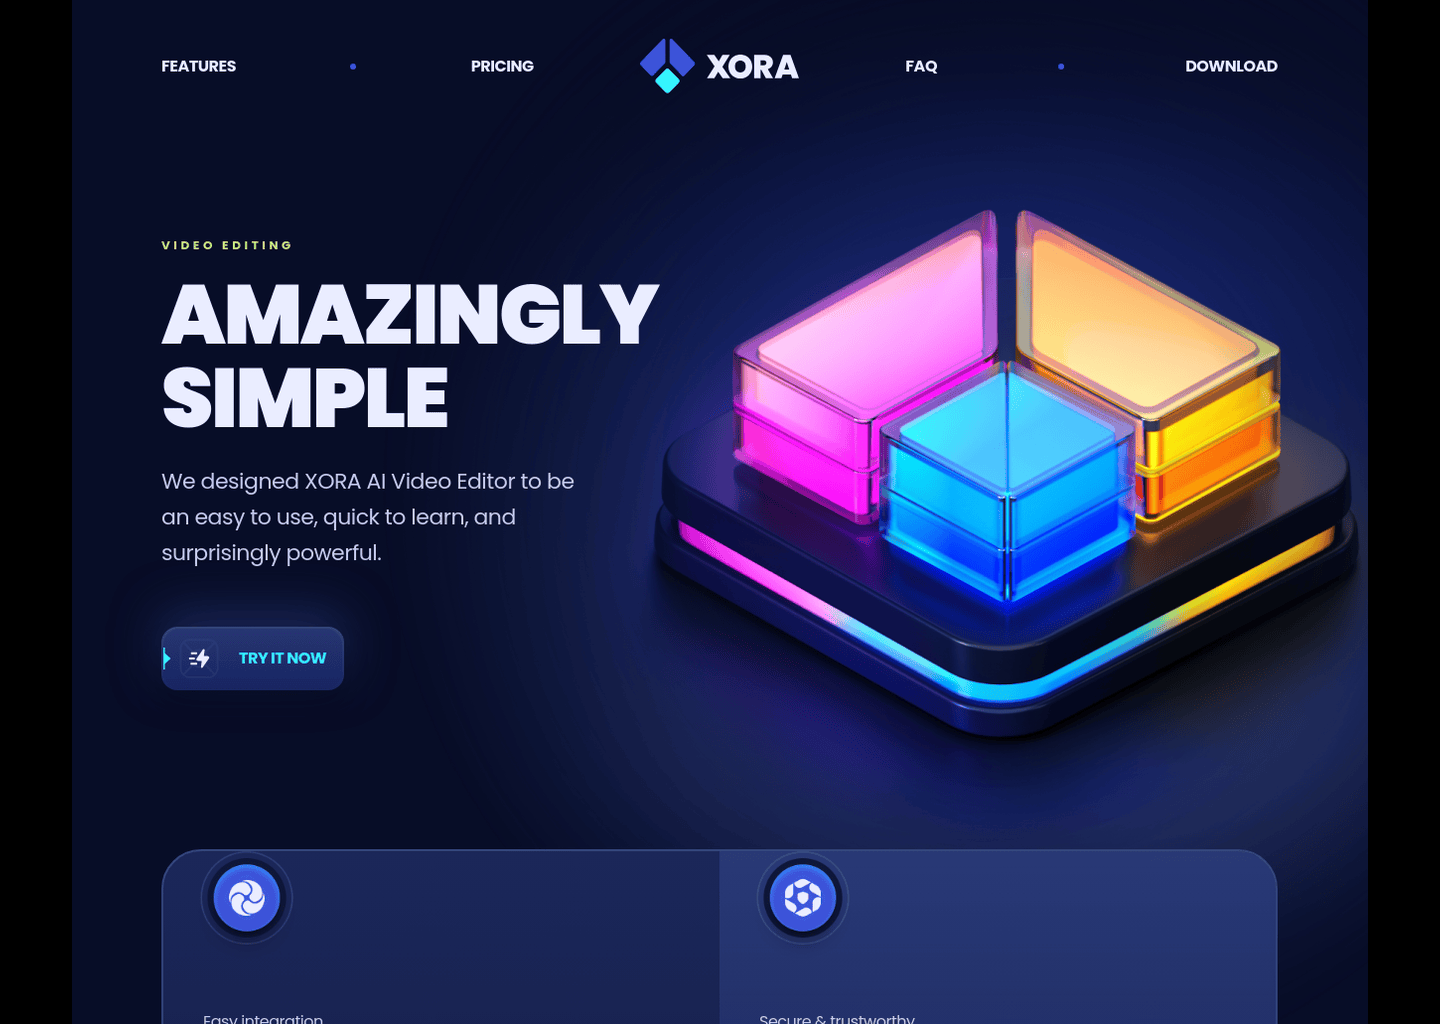 FEATURES
PRICING
XORA
FAQ
DOWNLOAD
VIDEO EDITING
AMAZINGLY
SIMPLE
We designed XORA AI Video Editor to be
an easy to use, quick to learn, and
surprisingly powerful.
TRY IT NOW
Easy integration
Secure & trustworthy